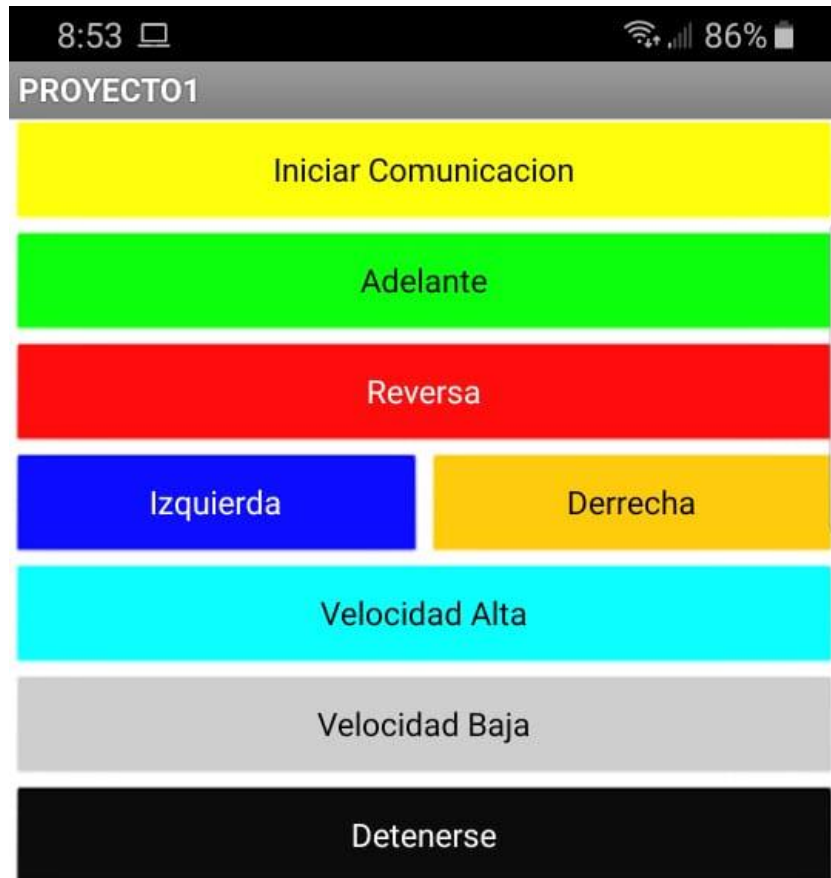 8:53 86%
PROYECTO1
Iniciar Comunicacion
Adelante
Reversa
Izquierda Derrecha
Velocidad Alta
Velocidad Baja
Detenerse